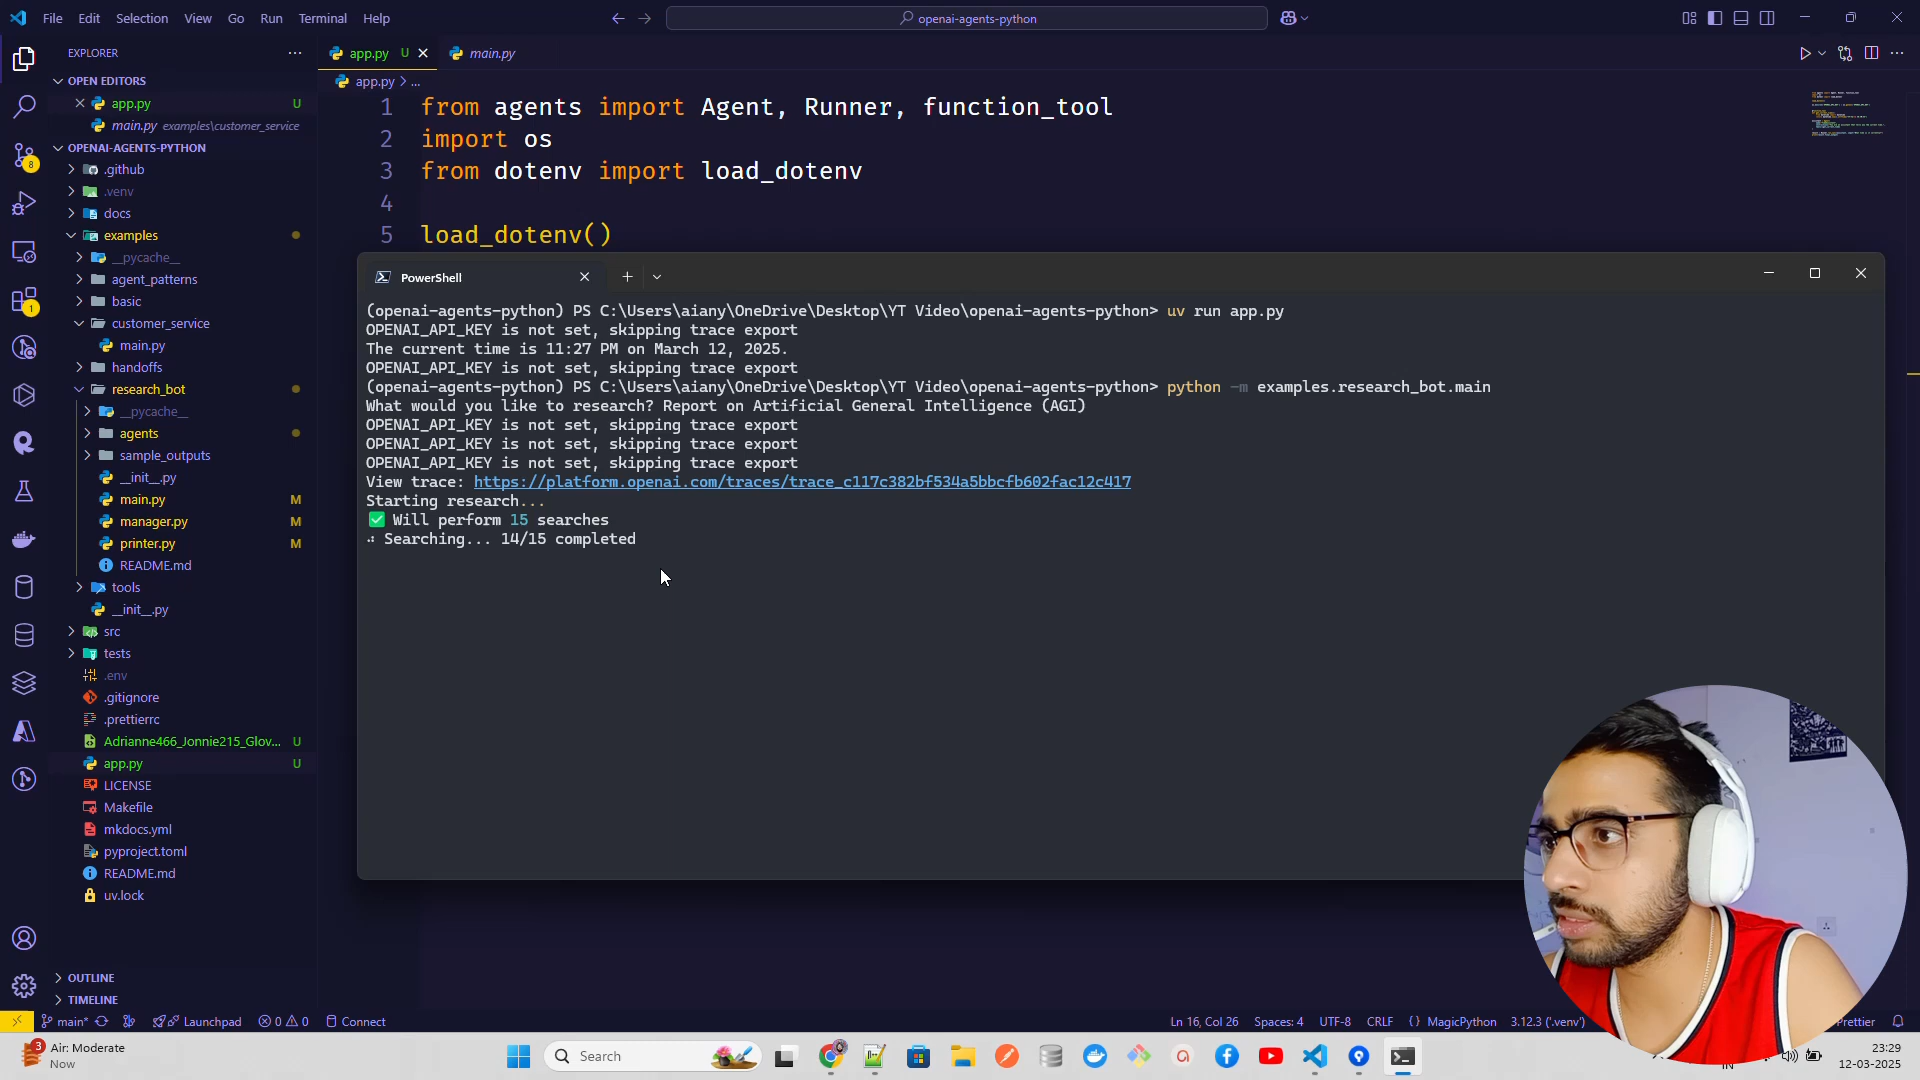 File Edit Selection View Go Run Terminal Help
openai-agents-python
EXPLORER
OPEN EDITORS
app.py U
main.py examples\customer_service
OPENAI-AGENTS-PYTHON
.github
.venv
docs
examples
__pycache__
agent_patterns
basic
customer_service
main.py
handoffs
research_bot
__pycache__
agents
sample_outputs
__init__.py
main.py M
manager.py M
printer.py M
README.md
tools
__init__.py
src
tests
.env
.gitignore
.prettierrc
Adrianne466_Jonnie215_Glov... U
app.py U
LICENSE
Makefile
mkdocs.yml
pyproject.toml
README.md
uv.lock
OUTLINE
TIMELINE
8
1
app.py U
main.py
app.py > ...
1 from agents import Agent, Runner, function_tool
2 import os
3 from dotenv import load_dotenv
4
5 load_dotenv()
PowerShell
(openai-agents-python) PS C:\Users\aiany\OneDrive\Desktop\YT Video\openai-agents-python> uv run app.py
OPENAI_API_KEY is not set, skipping trace export
The current time is 11:27 PM on March 12, 2025.
OPENAI_API_KEY is not set, skipping trace export
(openai-agents-python) PS C:\Users\aiany\OneDrive\Desktop\YT Video\openai-agents-python> python -m examples.research_bot.main
What would you like to research? Report on Artificial General Intelligence (AGI)
OPENAI_API_KEY is not set, skipping trace export
OPENAI_API_KEY is not set, skipping trace export
OPENAI_API_KEY is not set, skipping trace export
View trace: https://platform.openai.com/traces/trace_c117c382bf534a5bbcfb602fac12c417
Starting research...
✅ Will perform 15 searches
Searching... 14/15 completed
main* Launchpad 0 0 Connect
Ln 16, Col 26 Spaces: 4 UTF-8 CRLF MagicPython 3.12.3 ('.venv') Prettier
3 Air: Moderate
Now
Search
IN
23:29
12-03-2025